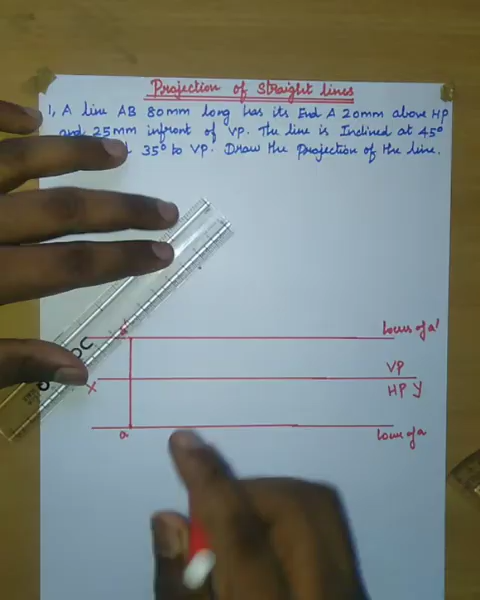 Projection of Straight lines
1, A line AB 80mm long has its End A 20mm above HP
and 25mm infront of VP. The line is Inclined at 45°
35° to VP. Draw the Projection of the line.
locus of a'
VP
X
HP y
a
locus of a